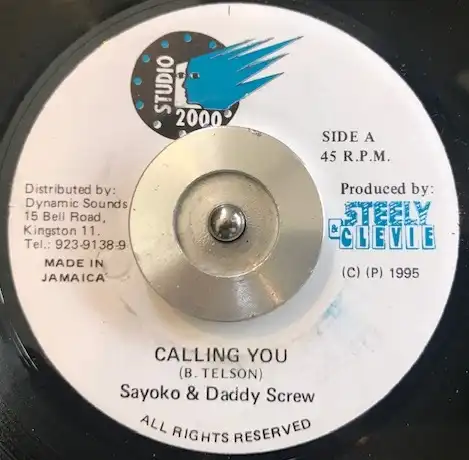 STUDIO
2000
SIDE A
45 R.P.M.
Distributed by:
Dynamic Sounds
15 Bell Road,
Kingston 11.
Tel.: 923-9138-9
MADE IN
JAMAICA
Produced by:
STEELY
& CLEVIE
(C) (P) 1995
CALLING YOU
(B. TELSON)
Sayoko & Daddy Screw
ALL RIGHTS RESERVED